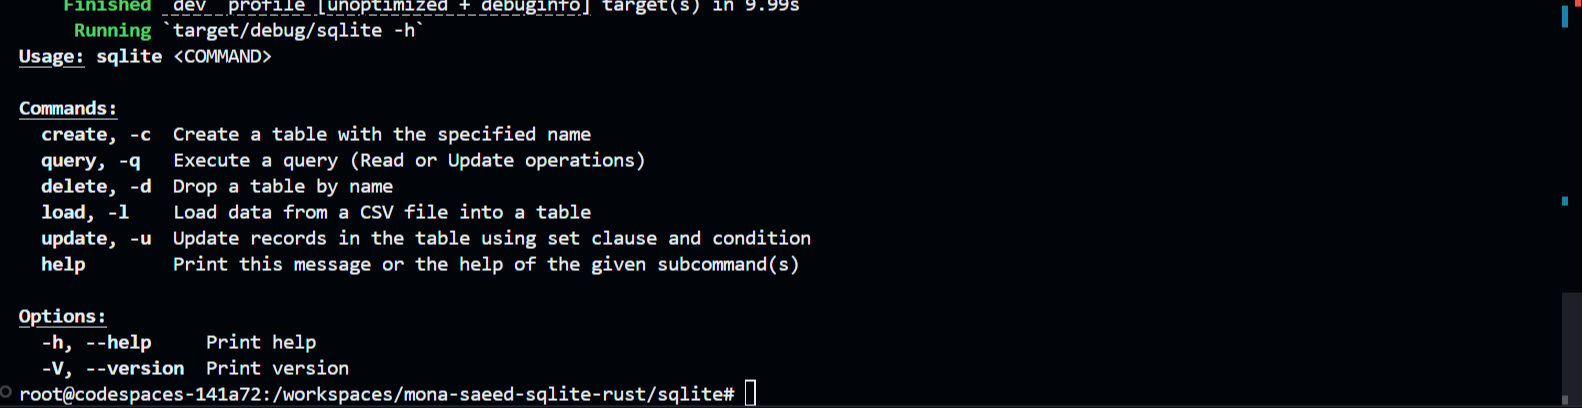 Finished `dev` profile [unoptimized + debuginfo] target(s) in 9.99s
Running `target/debug/sqlite -h`
Usage: sqlite <COMMAND>
Commands:
create, -c  Create a table with the specified name
query, -q   Execute a query (Read or Update operations)
delete, -d  Drop a table by name
load, -l    Load data from a CSV file into a table
update, -u  Update records in the table using set clause and condition
help        Print this message or the help of the given subcommand(s)
Options:
-h, --help     Print help
-V, --version  Print version
root@codespaces-141a72:/workspaces/mona-saeed-sqlite-rust/sqlite#